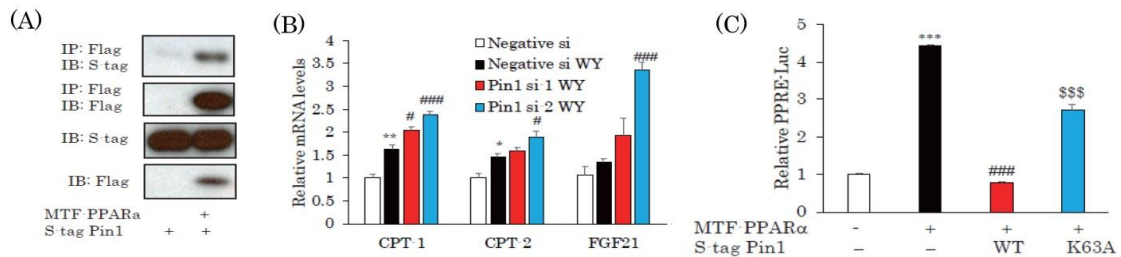 (A)
IP: Flag
IB: S-tag
IP: Flag
IB: Flag
IB: S-tag
IB: Flag
MTF-PPARa +
S-tag Pin1 + +
(B)
Relative mRNA levels
4
3.5
3
2.5
2
1.5
1
0.5
0
Negative si
Negative si WY
Pin1 si-1 WY
Pin1 si-2 WY
** # ###
* #
###
CPT-1 CPT-2 FGF21
(C)
Relative PPRE-Luc
5
4
3
2
1
0
***
###
$$$
MTF-PPARα - + + +
S-tag Pin1 – – WT K63A